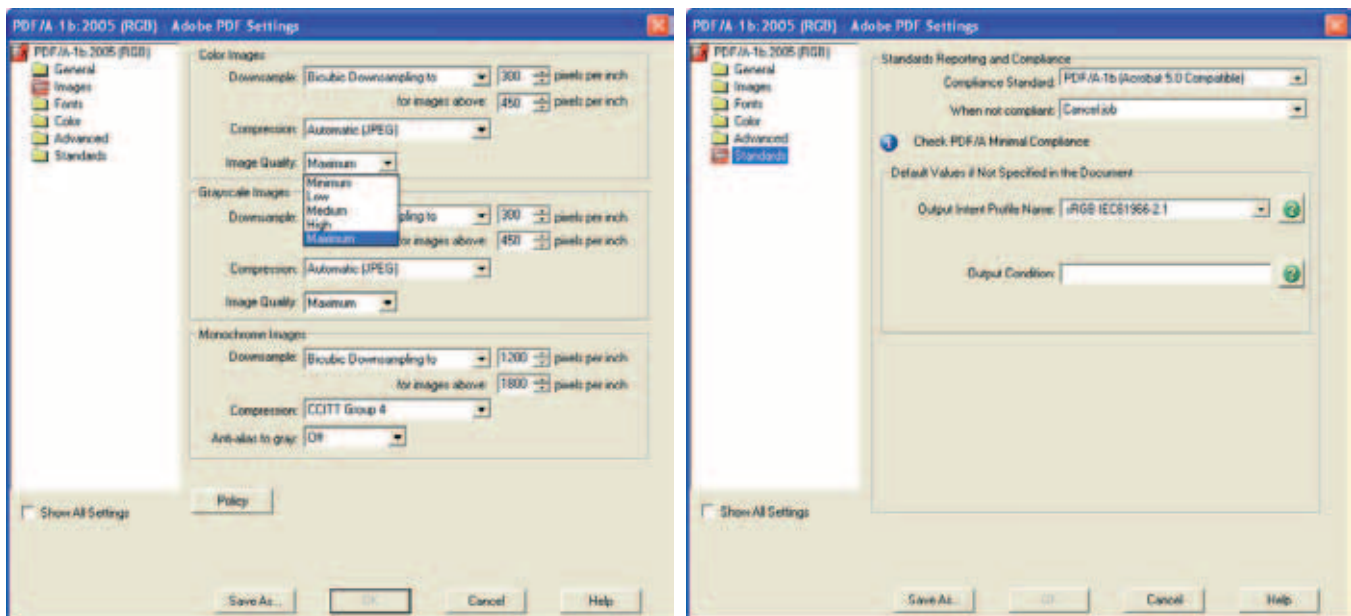 PDF/A-1b:2005 (RGB) - Adobe PDF Settings
PDF/A-1b:2005 (RGB)
General
Images
Fonts
Color
Advanced
Standards
Show All Settings
Color Images
Downsample: Bicubic Downsampling to 300 pixels per inch
for images above: 450 pixels per inch
Compression: Automatic (JPEG)
Image Quality: Maximum
Minimum
Low
Medium
High
Maximum
Grayscale Images
Downsample: pling to 300 pixels per inch
for images above: 450 pixels per inch
Compression: Automatic (JPEG)
Image Quality: Maximum
Monochrome Images
Downsample: Bicubic Downsampling to 1200 pixels per inch
for images above: 1800 pixels per inch
Compression: CCITT Group 4
Anti-alias to gray: Off
Policy
Save As... OK Cancel Help
PDF/A-1b:2005 (RGB) - Adobe PDF Settings
PDF/A-1b:2005 (RGB)
General
Images
Fonts
Color
Advanced
Standards
Show All Settings
Standards Reporting and Compliance
Compliance Standard: PDF/A-1b (Acrobat 5.0 Compatible)
When not compliant: Cancel job
Check PDF/A Minimal Compliance
Default Values if Not Specified in the Document
Output Intent Profile Name: sRGB IEC61966-2.1
Output Condition:
Save As... OK Cancel Help